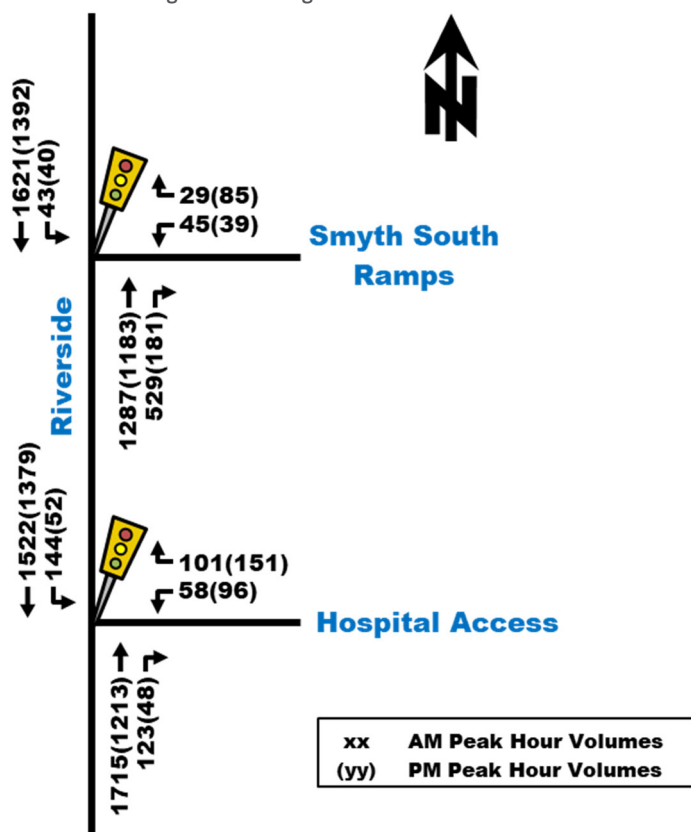 N
1621(1392)
43(40)
29(85)
45(39)
Smyth South
Ramps
1287(1183)
529(181)
Riverside
1522(1379)
144(52)
101(151)
58(96)
Hospital Access
1715(1213)
123(48)
xx AM Peak Hour Volumes
(yy) PM Peak Hour Volumes